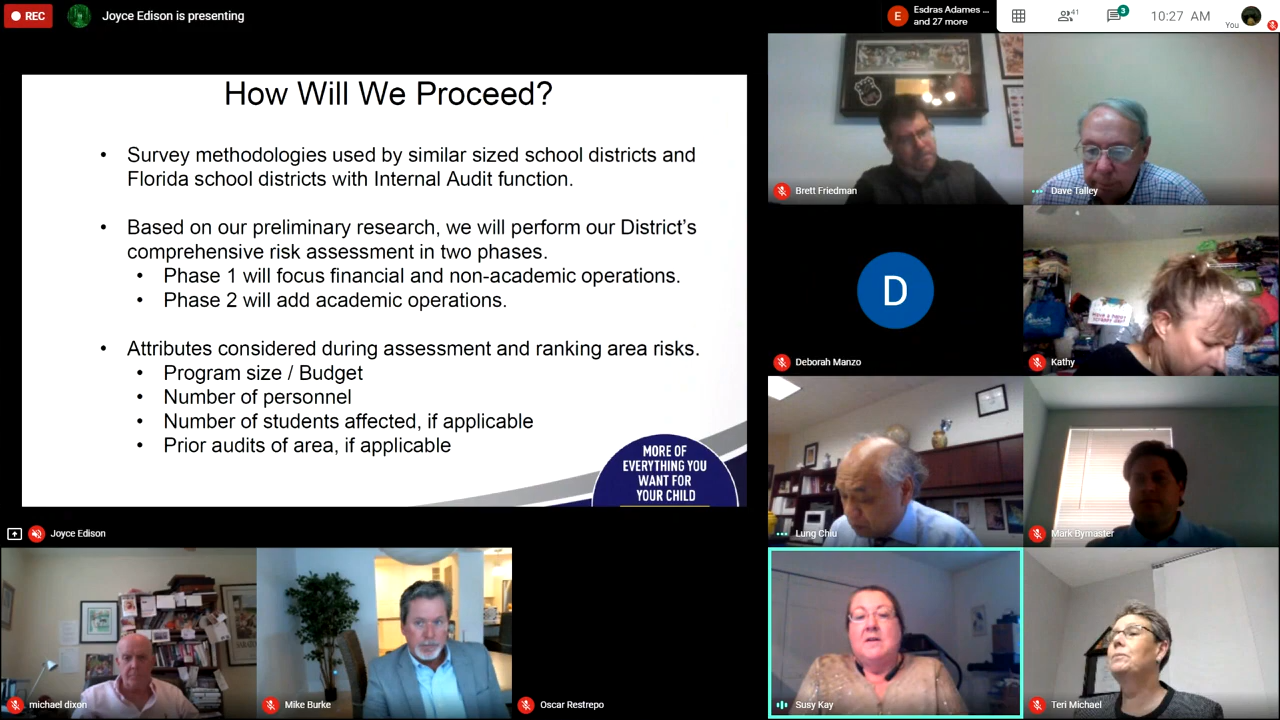 REC
Joyce Edison is presenting
E
Esdras Adames ...
and 27 more
41
3
10:27 AM
You
How Will We Proceed?
• Survey methodologies used by similar sized school districts and
Florida school districts with Internal Audit function.
• Based on our preliminary research, we will perform our District's
comprehensive risk assessment in two phases.
• Phase 1 will focus financial and non-academic operations.
• Phase 2 will add academic operations.
• Attributes considered during assessment and ranking area risks.
• Program size / Budget
• Number of personnel
• Number of students affected, if applicable
• Prior audits of area, if applicable
MORE OF
EVERYTHING YOU
WANT FOR
YOUR CHILD
Brett Friedman
Dave Talley
D
Deborah Manzo
Kathy
Lung Chiu
Mark Bymaster
Joyce Edison
michael dixon
Mike Burke
Oscar Restrepo
Susy Kay
Teri Michael